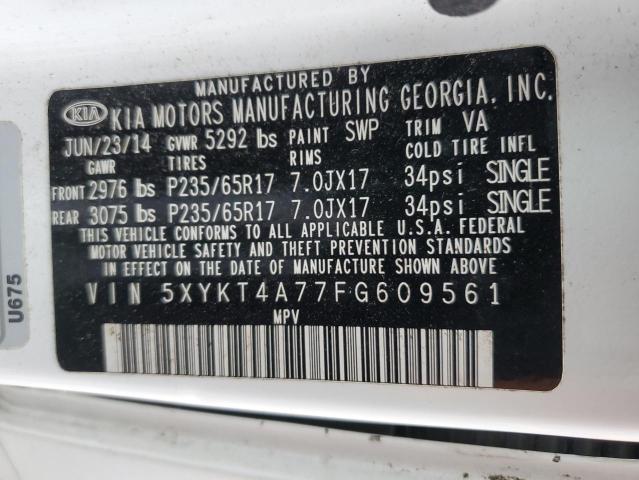 MANUFACTURED BY
KIA KIA MOTORS MANUFACTURING GEORGIA, INC.
JUN/23/14 GVWR 5292 lbs PAINT SWP TRIM VA
GAWR TIRES RIMS COLD TIRE INFL
FRONT 2976 lbs P235/65R17 7.0JX17 34psi SINGLE
REAR 3075 lbs P235/65R17 7.0JX17 34psi SINGLE
THIS VEHICLE CONFORMS TO ALL APPLICABLE U.S.A. FEDERAL
MOTOR VEHICLE SAFETY AND THEFT PREVENTION STANDARDS
IN EFFECT ON THE DATE OF MANUFACTURE SHOWN ABOVE.
VIN 5XYKT4A77FG609561
MPV
U675